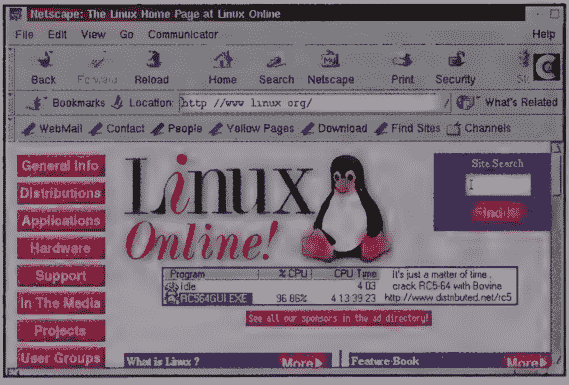 Netscape: The Linux Home Page at Linux Online
File Edit View Go Communicator Help
Back Forward Reload Home Search Netscape Print Security
Bookmarks Location: http://www.linux.org/ What's Related
WebMail Contact People Yellow Pages Download Find Sites Channels
General Info
Distributions
Applications
Hardware
Support
In The Media
Projects
User Groups
Linux
Online!
Site Search
Find It!
Program % CPU CPU Time
Idle 4 03
RC564GUI.EXE 96.86% 4 13:39:23
It's just a matter of time,
crack RC5-64 with Bovine
http://www.distributed.net/rc5
See all our sponsors in the ad directory!
What is Linux ? More
Feature Book More